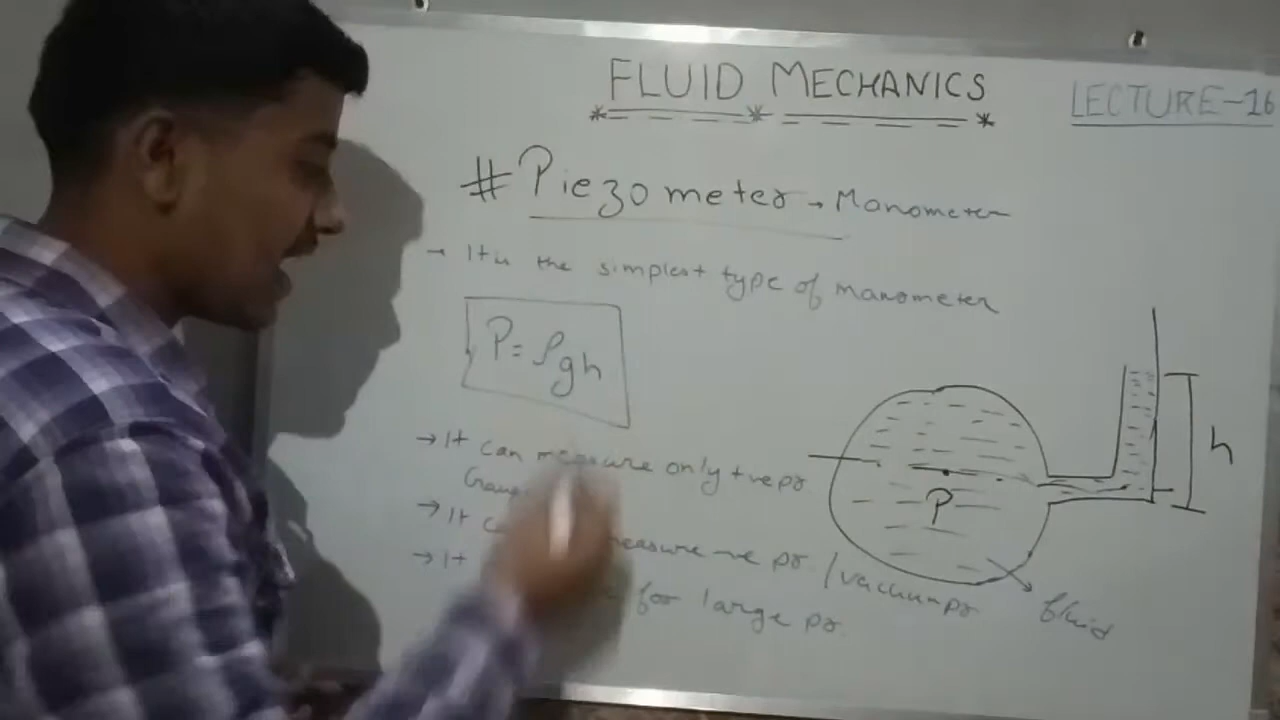 FLUID MECHANICS
LECTURE-16
# Piezometer → Manometer
→ It is the simplest type of manometer
P = ρgh
→ It can measure only +ve pr
→ It measure -ve pr. / vacuum pr
→ It for large pr.
P
h
fluid